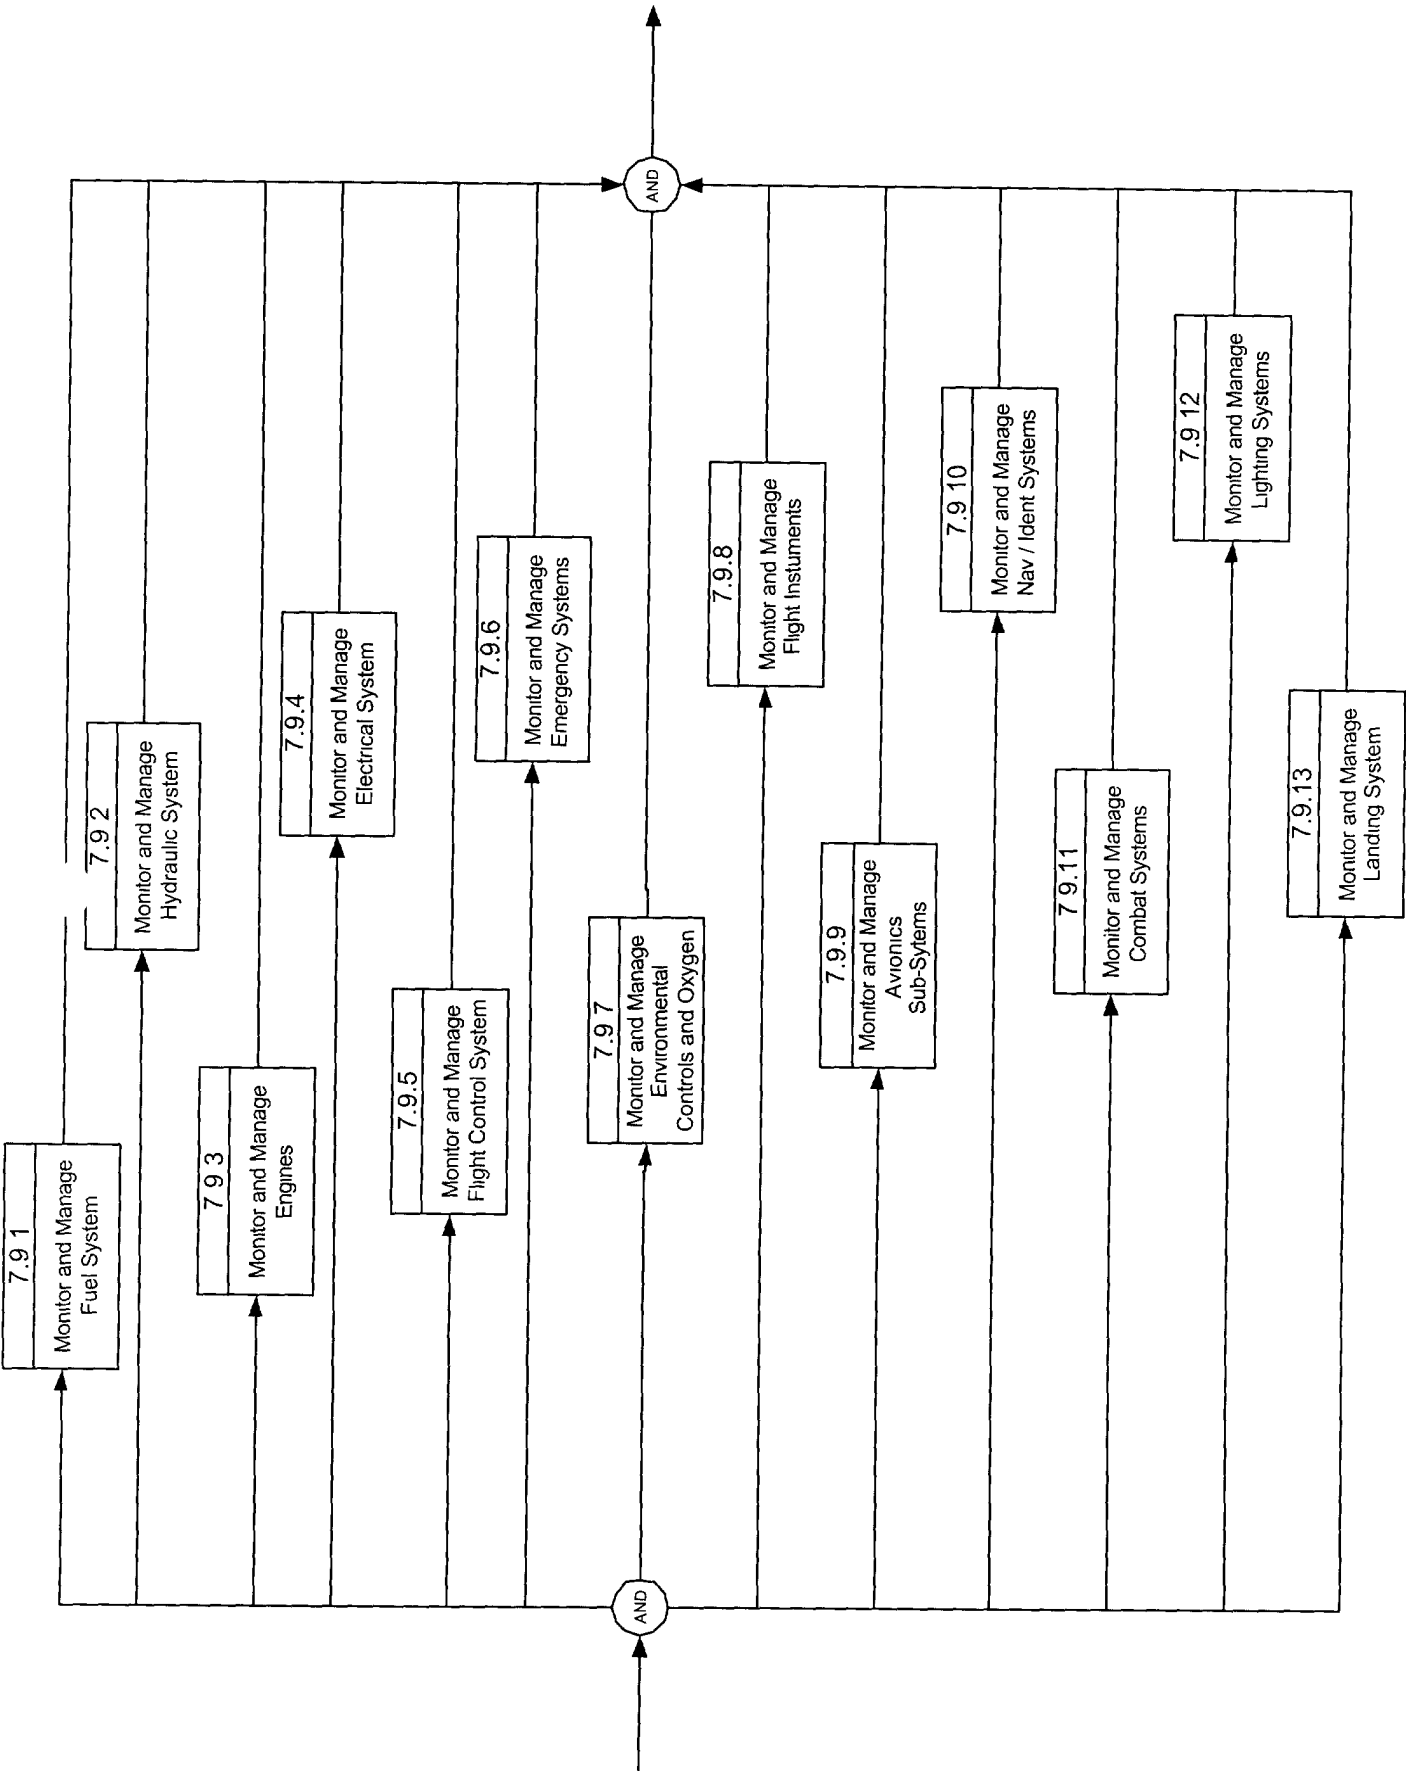 7.9 1
Monitor and Manage
Fuel System
7.9 2
Monitor and Manage
Hydraulic System
7 9 3
Monitor and Manage
Engines
7.9.4
Monitor and Manage
Electrical System
7.9.5
Monitor and Manage
Flight Control System
7.9.6
Monitor and Manage
Emergency Systems
AND
AND
7.9 7
Monitor and Manage
Environmental
Controls and Oxygen
7.9.8
Monitor and Manage
Flight Instuments
7.9.9
Monitor and Manage
Avionics
Sub-Sytems
7.9 10
Monitor and Manage
Nav / Ident Systems
7 9.11
Monitor and Manage
Combat Systems
7.9 12
Monitor and Manage
Lighting Systems
7.9.13
Monitor and Manage
Landing System